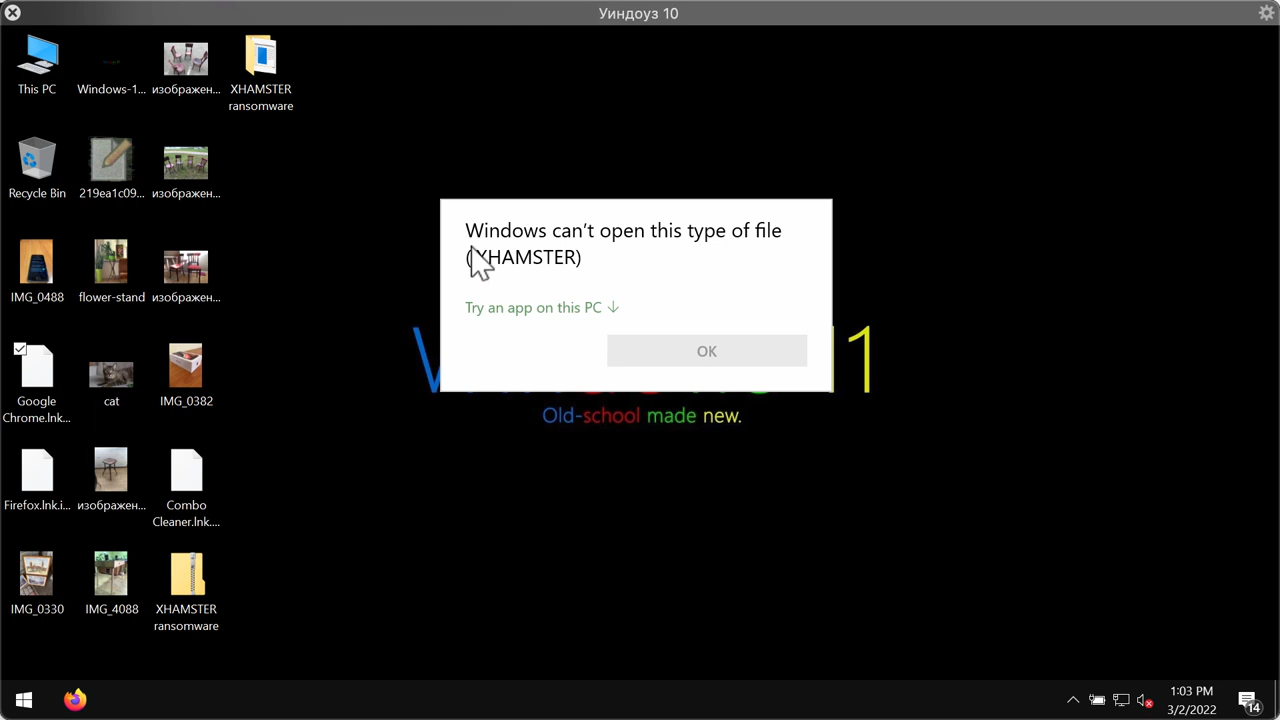 Уиндоуз 10
This PC
Windows-1...
изображен...
XHAMSTER
ransomware
Recycle Bin
219ea1c09...
изображен...
IMG_0488
flower-stand
изображен...
Google
Chrome.lnk...
cat
IMG_0382
Firefox.lnk.i...
изображен...
Combo
Cleaner.lnk....
IMG_0330
IMG_4088
XHAMSTER
ransomware
Windows can't open this type of file
(.XHAMSTER)
Try an app on this PC ↓
OK
Old-school made new.
1:03 PM
3/2/2022
14